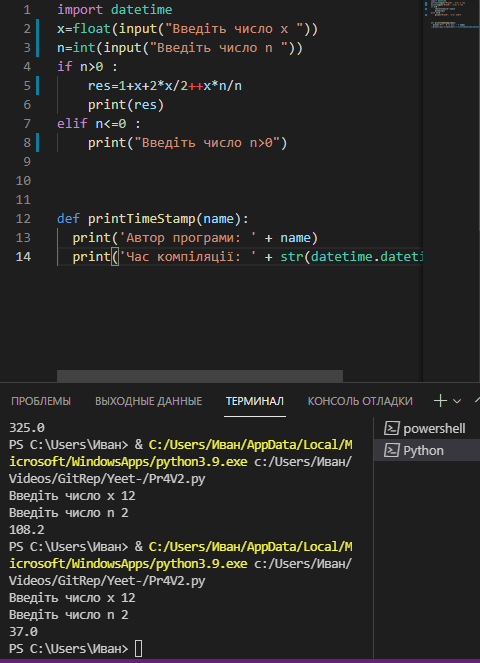 1 import datetime
2 x=float(input("Введіть число x "))
3 n=int(input("Введіть число n "))
4 if n>0 :
5 res=1+x+2*x/2++x*n/n
6 print(res)
7 elif n<=0 :
8 print("Введіть число n>0")
9
10
11
12 def printTimeStamp(name):
13 print('Автор програми: ' + name)
14 print('Час компіляції: ' + str(datetime.dateti
ПРОБЛЕМЫ ВЫХОДНЫЕ ДАННЫЕ ТЕРМИНАЛ КОНСОЛЬ ОТЛАДКИ
325.0
PS C:\Users\Иван> & C:/Users/Иван/AppData/Local/M
icrosoft/WindowsApps/python3.9.exe c:/Users/Иван/
Videos/GitRep/Yeet-/Pr4V2.py
Введіть число x 12
Введіть число n 2
108.2
PS C:\Users\Иван> & C:/Users/Иван/AppData/Local/M
icrosoft/WindowsApps/python3.9.exe c:/Users/Иван/
Videos/GitRep/Yeet-/Pr4V2.py
Введіть число x 12
Введіть число n 2
37.0
PS C:\Users\Иван>
powershell
Python